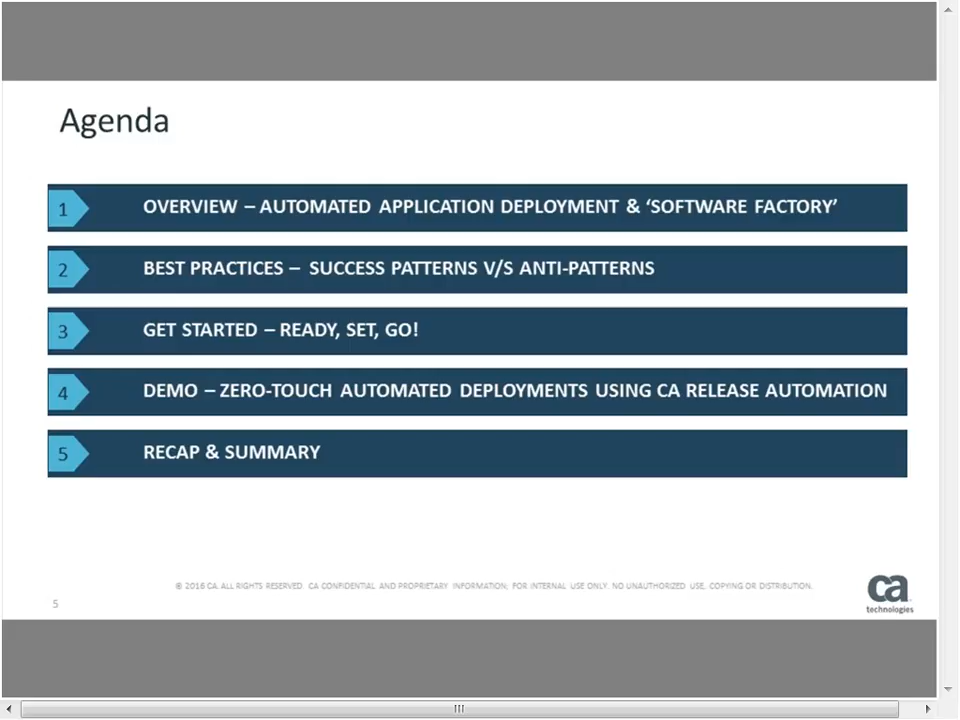 Agenda
1 OVERVIEW – AUTOMATED APPLICATION DEPLOYMENT & ‘SOFTWARE FACTORY’
2 BEST PRACTICES – SUCCESS PATTERNS V/S ANTI-PATTERNS
3 GET STARTED – READY, SET, GO!
4 DEMO – ZERO-TOUCH AUTOMATED DEPLOYMENTS USING CA RELEASE AUTOMATION
5 RECAP & SUMMARY
© 2016 CA. ALL RIGHTS RESERVED. CA CONFIDENTIAL AND PROPRIETARY INFORMATION; FOR INTERNAL USE ONLY. NO UNAUTHORIZED USE, COPYING OR DISTRIBUTION.
5
ca
technologies